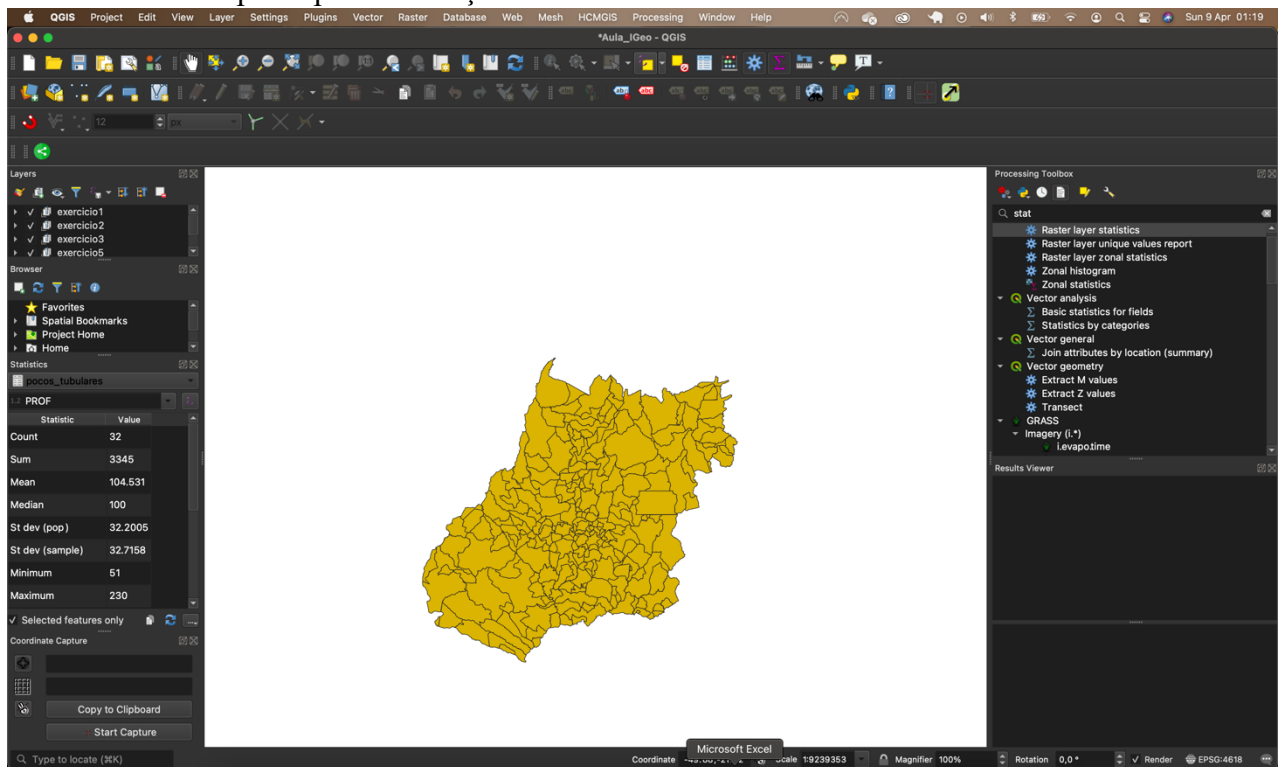 QGIS Project Edit View Layer Settings Plugins Vector Raster Database Web Mesh HCMGIS Processing Window Help Sun 9 Apr 01:19
*Aula_IGeo - QGIS
abc abc
12 px
Layers
exercicio1
exercicio2
exercicio3
exercicio5
Browser
Favorites
Spatial Bookmarks
Project Home
Home
Statistics
pocos_tubulares
1.2 PROF
Statistic Value
Count 32
Sum 3345
Mean 104.531
Median 100
St dev (pop) 32.2005
St dev (sample) 32.7158
Minimum 51
Maximum 230
Selected features only
Coordinate Capture
Copy to Clipboard
Start Capture
Processing Toolbox
stat
Raster layer statistics
Raster layer unique values report
Raster layer zonal statistics
Zonal histogram
Zonal statistics
Vector analysis
Basic statistics for fields
Statistics by categories
Vector general
Join attributes by location (summary)
Vector geometry
Extract M values
Extract Z values
Transect
GRASS
Imagery (i.*)
i.evapo.time
Results Viewer
Microsoft Excel
Type to locate (⌘K) Coordinate Scale 1:9239353 Magnifier 100% Rotation 0,0 ° Render EPSG:4618